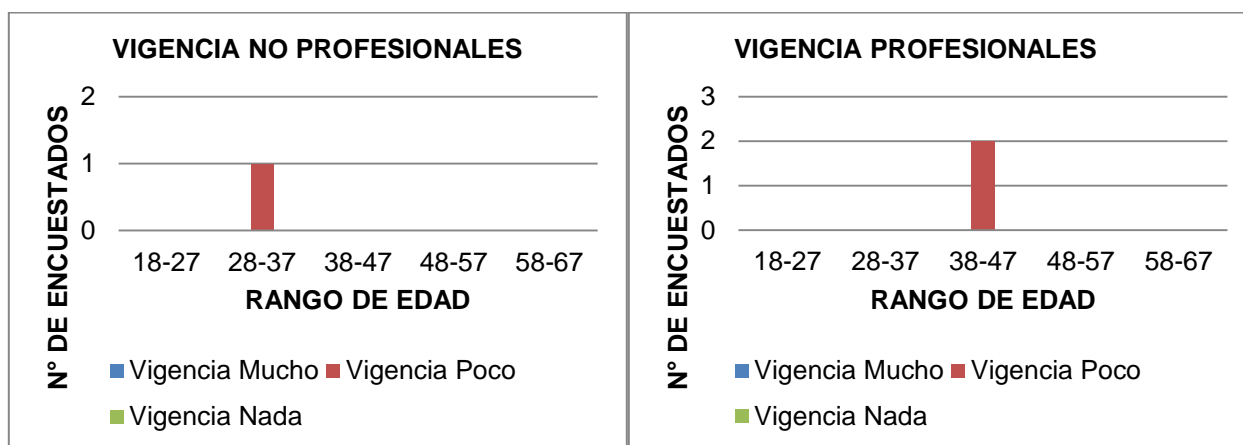 VIGENCIA NO PROFESIONALES
N° DE ENCUESTADOS
2
1
0
18-27 28-37 38-47 48-57 58-67
RANGO DE EDAD
Vigencia Mucho Vigencia Poco
Vigencia Nada
VIGENCIA PROFESIONALES
N° DE ENCUESTADOS
3
2
1
0
18-27 28-37 38-47 48-57 58-67
RANGO DE EDAD
Vigencia Mucho Vigencia Poco
Vigencia Nada